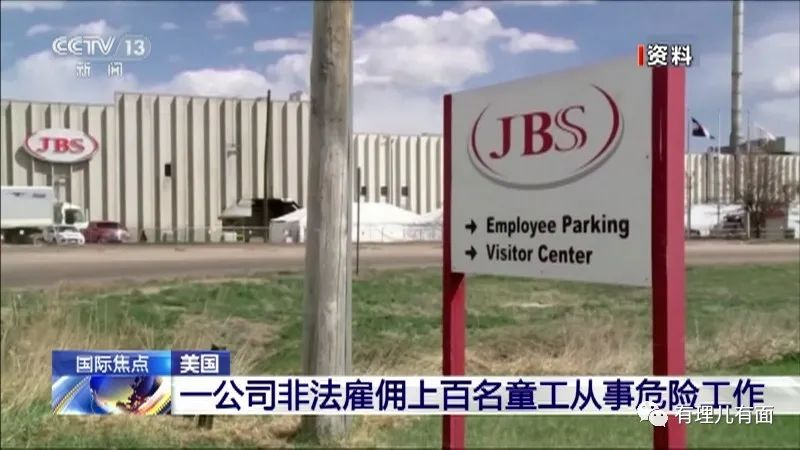 CCTV 13
新闻
资料
JBS
JBS
→ Employee Parking
→ Visitor Center
国际焦点
美国
一公司非法雇佣上百名童工从事危险工作
有理儿有面